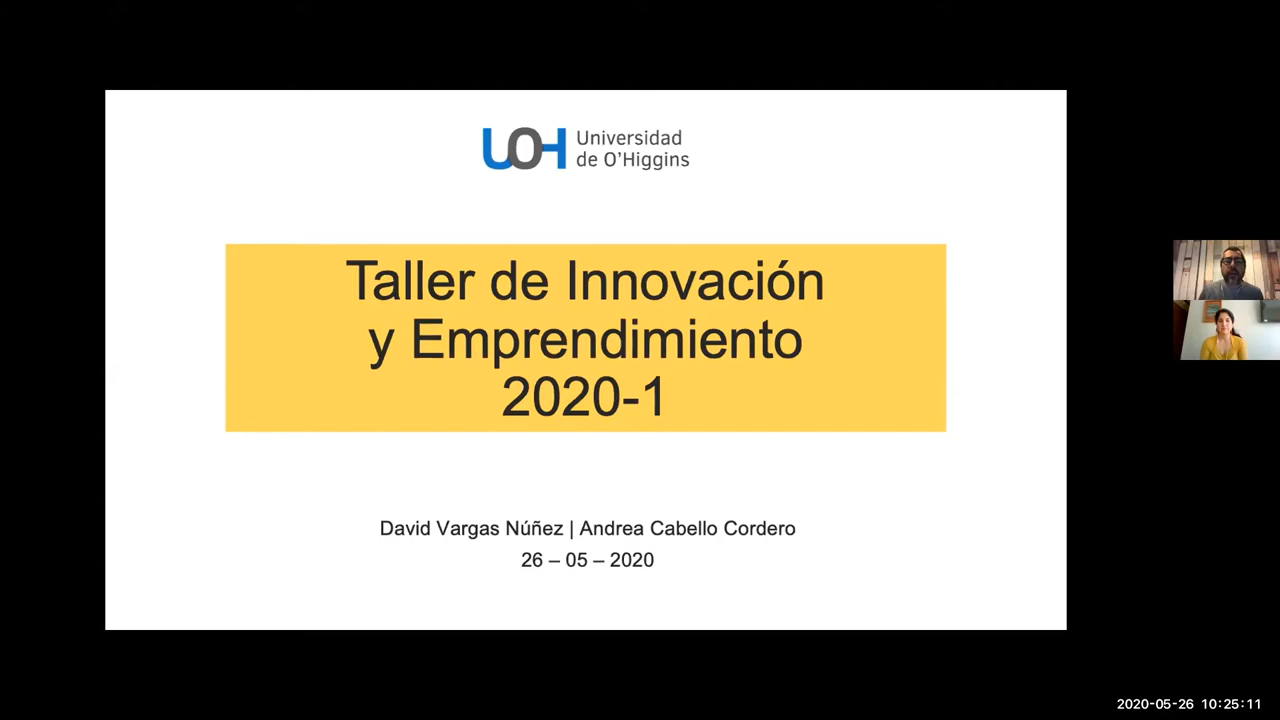 UOH
Universidad
de O'Higgins
Taller de Innovación
y Emprendimiento
2020-1
David Vargas Núñez | Andrea Cabello Cordero
26 – 05 – 2020
2020-05-26 10:25:11